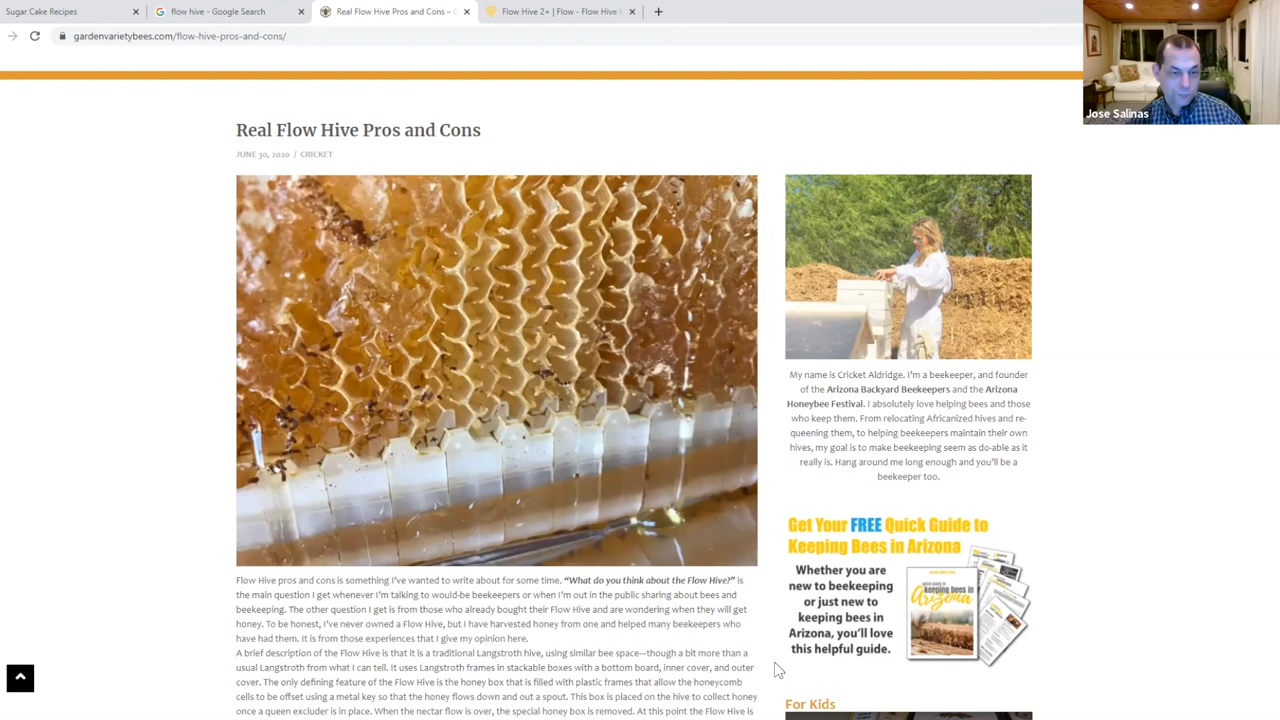 Sugar Cake Recipes
flow hive - Google Search
Real Flow Hive Pros and Cons – C
Flow Hive 2+ | Flow - Flow Hive
gardenvarietybees.com/flow-hive-pros-and-cons/
Jose Salinas
Real Flow Hive Pros and Cons
JUNE 30, 2020 / CRICKET
Flow Hive pros and cons is something I've wanted to write about for some time. “What do you think about the Flow Hive?” is
the main question I get whenever I'm talking to would-be beekeepers or when I'm out in the public sharing about bees and
beekeeping. The other question I get is from those who already bought their Flow Hive and are wondering when they will get
honey. To be honest, I've never owned a Flow Hive, but I have harvested honey from one and helped many beekeepers who
have had them. It is from those experiences that I give my opinion here.
A brief description of the Flow Hive is that it is a traditional Langstroth hive, using similar bee space—though a bit more than a
usual Langstroth from what I can tell. It uses Langstroth frames in stackable boxes with a bottom board, inner cover, and outer
cover. The only defining feature of the Flow Hive is the honey box that is filled with plastic frames that allow the honeycomb
cells to be offset using a metal key so that the honey flows down and out a spout. This box is placed on the hive to collect honey
once a queen excluder is in place. When the nectar flow is over, the special honey box is removed. At this point the Flow Hive is
My name is Cricket Aldridge. I'm a beekeeper, and founder
of the Arizona Backyard Beekeepers and the Arizona
Honeybee Festival. I absolutely love helping bees and those
who keep them. From relocating Africanized hives and re-
queening them, to helping beekeepers maintain their own
hives, my goal is to make beekeeping seem as do-able as it
really is. Hang around me long enough and you'll be a
beekeeper too.
Get Your FREE Quick Guide to
Keeping Bees in Arizona
Whether you are
new to beekeeping
or just new to
keeping bees in
Arizona, you'll love
this helpful guide.
keeping bees in
Arizona
For Kids